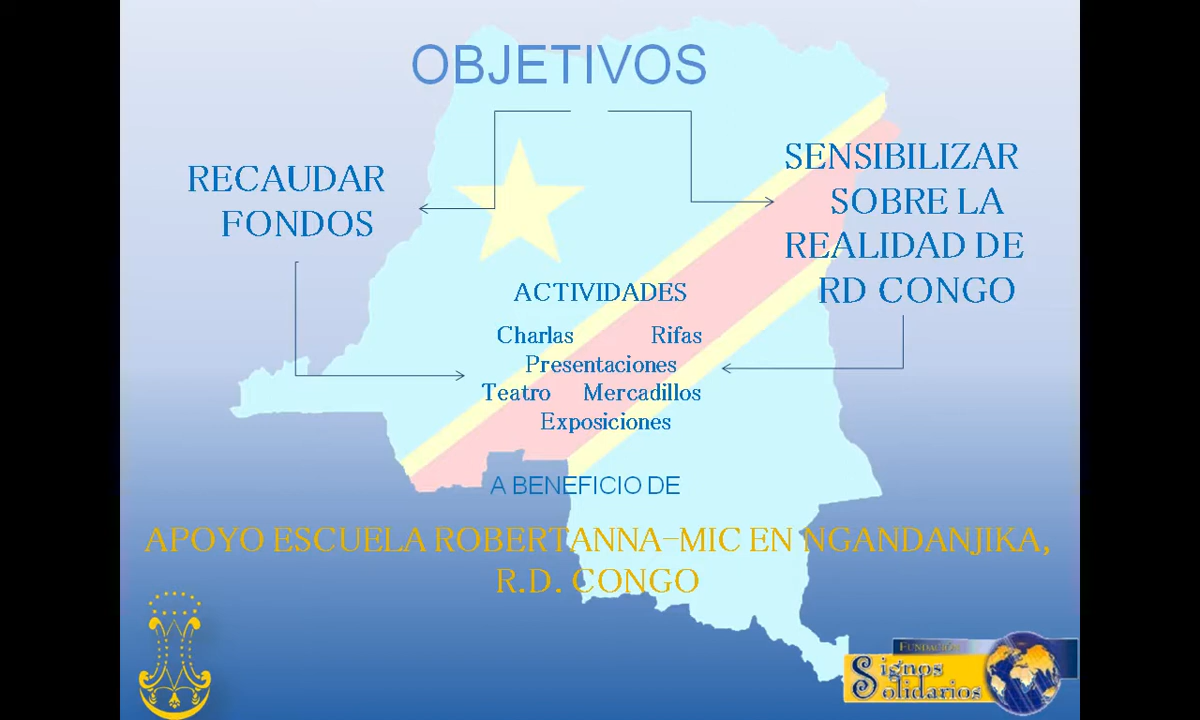 OBJETIVOS
RECAUDAR
FONDOS
SENSIBILIZAR
SOBRE LA
REALIDAD DE
RD CONGO
ACTIVIDADES
Charlas Rifas
Presentaciones
Teatro Mercadillos
Exposiciones
A BENEFICIO DE
APOYO ESCUELA ROBERTANNA-MIC EN NGANDANJIKA,
R.D. CONGO
FUNDACIÓN
Signos
Solidarios